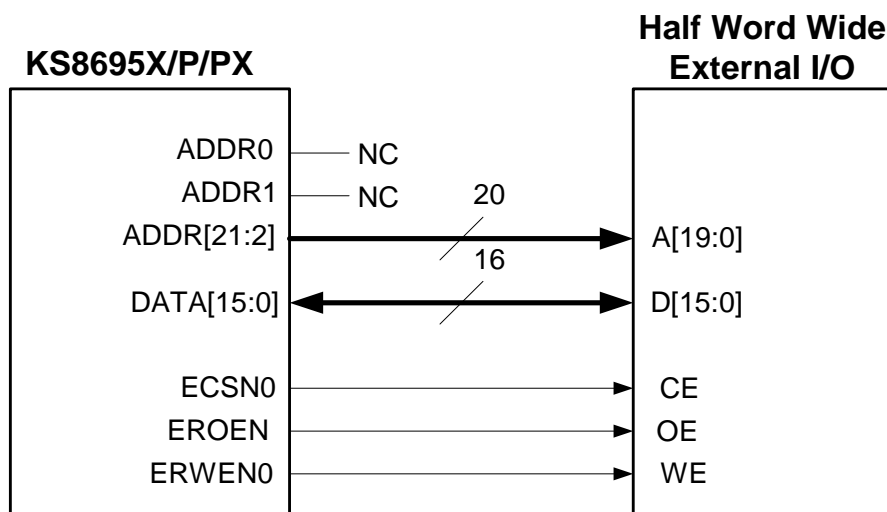 Half Word Wide
External I/O
KS8695X/P/PX
ADDR0 NC
ADDR1 NC
20
ADDR[21:2] A[19:0]
16
DATA[15:0] D[15:0]
ECSN0 CE
EROEN OE
ERWEN0 WE